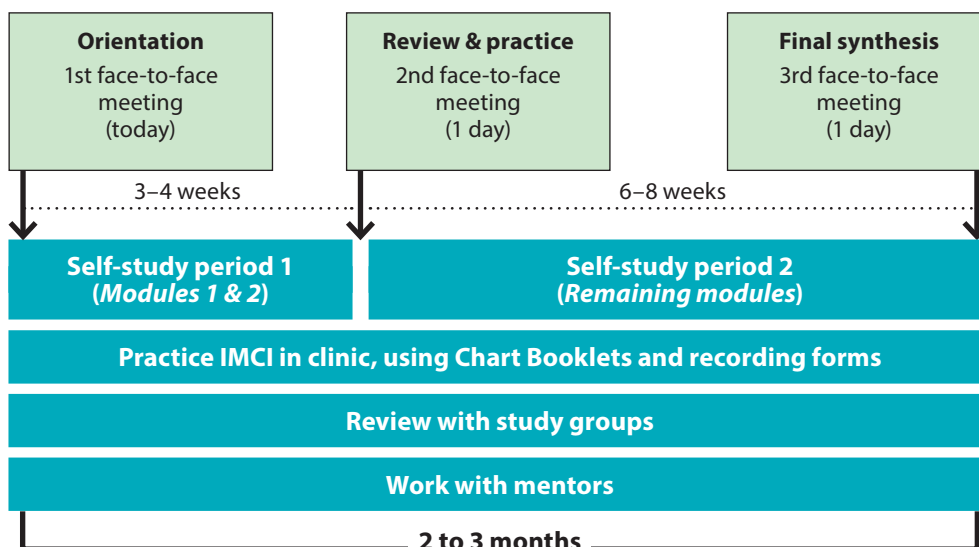 Orientation
1st face-to-face
meeting
(today)
Review & practice
2nd face-to-face
meeting
(1 day)
Final synthesis
3rd face-to-face
meeting
(1 day)
3–4 weeks
6–8 weeks
Self-study period 1
(Modules 1 & 2)
Self-study period 2
(Remaining modules)
Practice IMCI in clinic, using Chart Booklets and recording forms
Review with study groups
Work with mentors
2 to 3 months